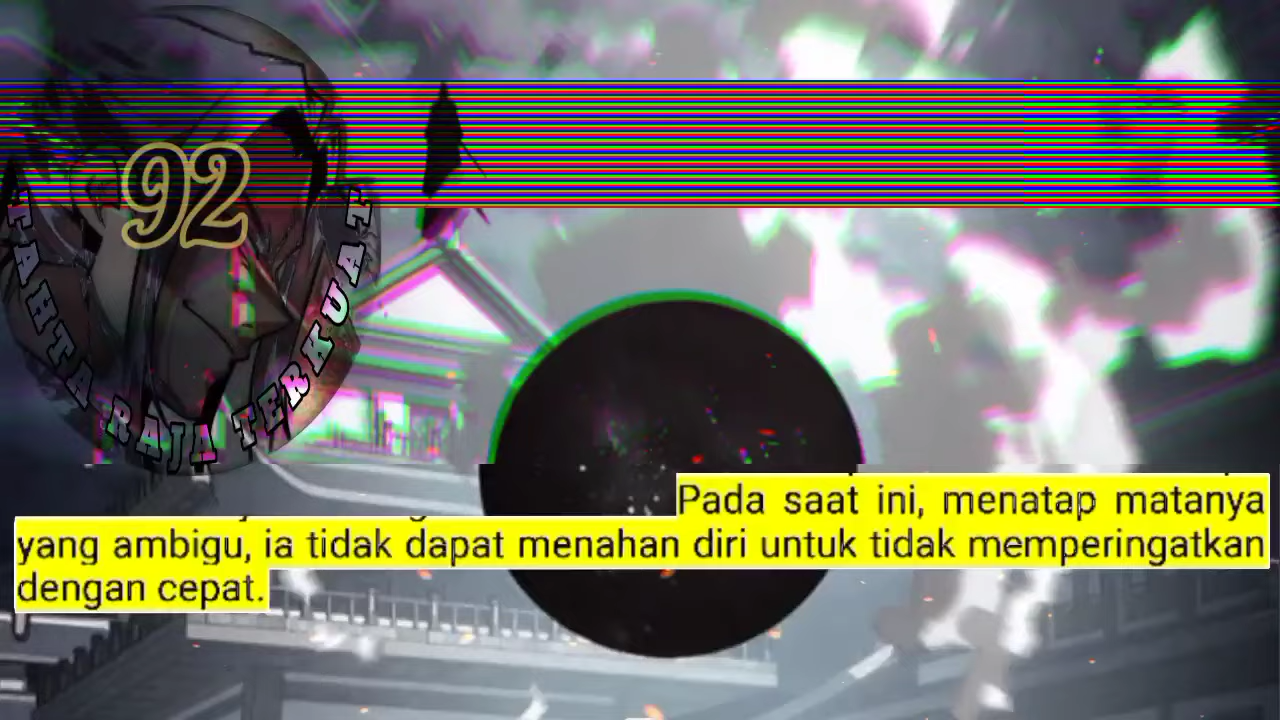 92
TAHTA RAJA TERKUAT
Pada saat ini, menatap matanya
yang ambigu, ia tidak dapat menahan diri untuk tidak memperingatkan
dengan cepat.